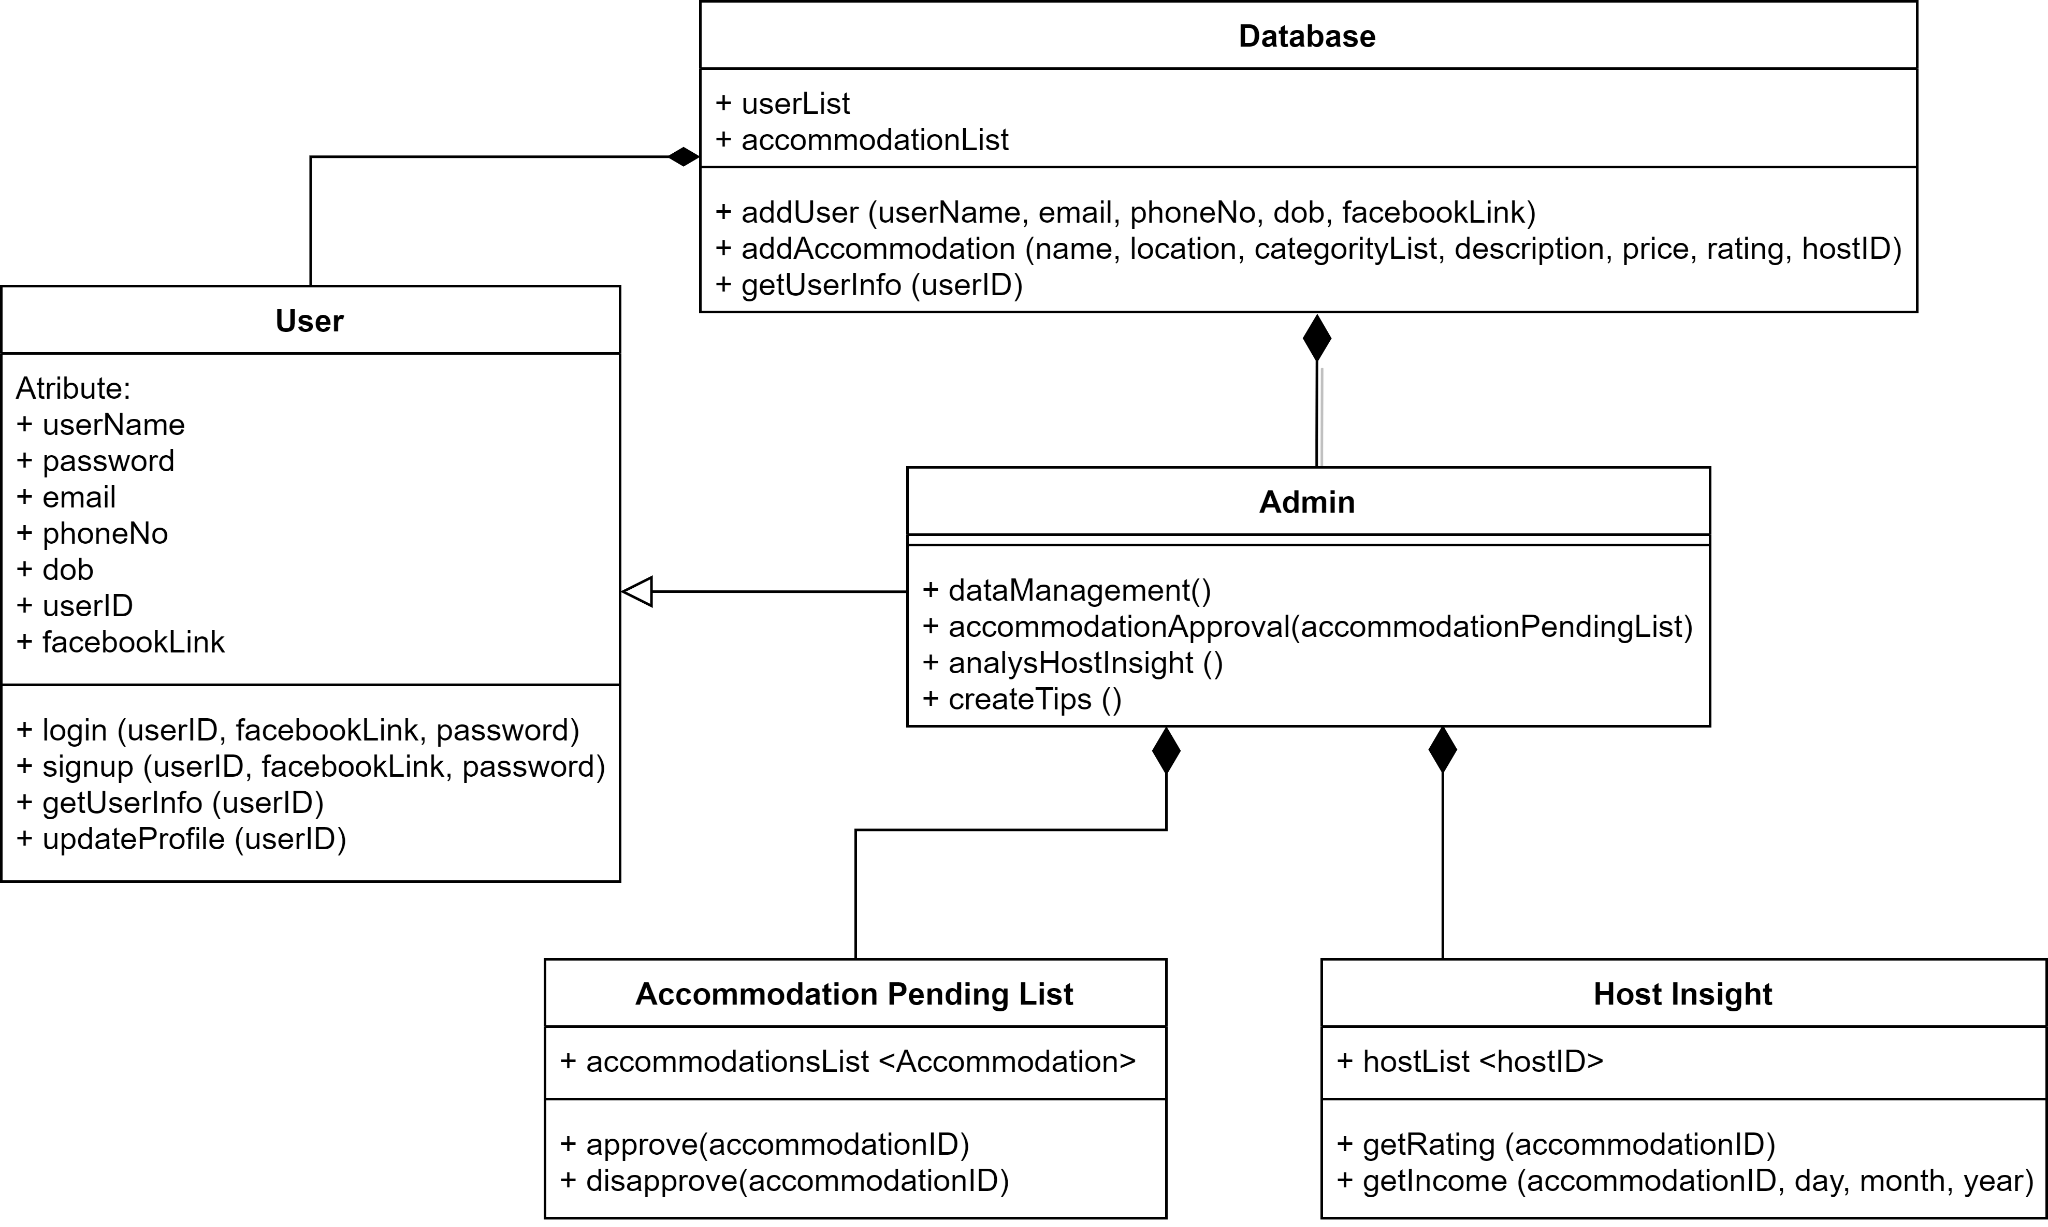 Database
+ userList
+ accommodationList
+ addUser (userName, email, phoneNo, dob, facebookLink)
+ addAccommodation (name, location, categorityList, description, price, rating, hostID)
+ getUserInfo (userID)
User
Atribute:
+ userName
+ password
+ email
+ phoneNo
+ dob
+ userID
+ facebookLink
+ login (userID, facebookLink, password)
+ signup (userID, facebookLink, password)
+ getUserInfo (userID)
+ updateProfile (userID)
Admin
+ dataManagement()
+ accommodationApproval(accommodationPendingList)
+ analysHostInsight ()
+ createTips ()
Accommodation Pending List
+ accommodationsList <Accommodation>
+ approve(accommodationID)
+ disapprove(accommodationID)
Host Insight
+ hostList <hostID>
+ getRating (accommodationID)
+ getIncome (accommodationID, day, month, year)